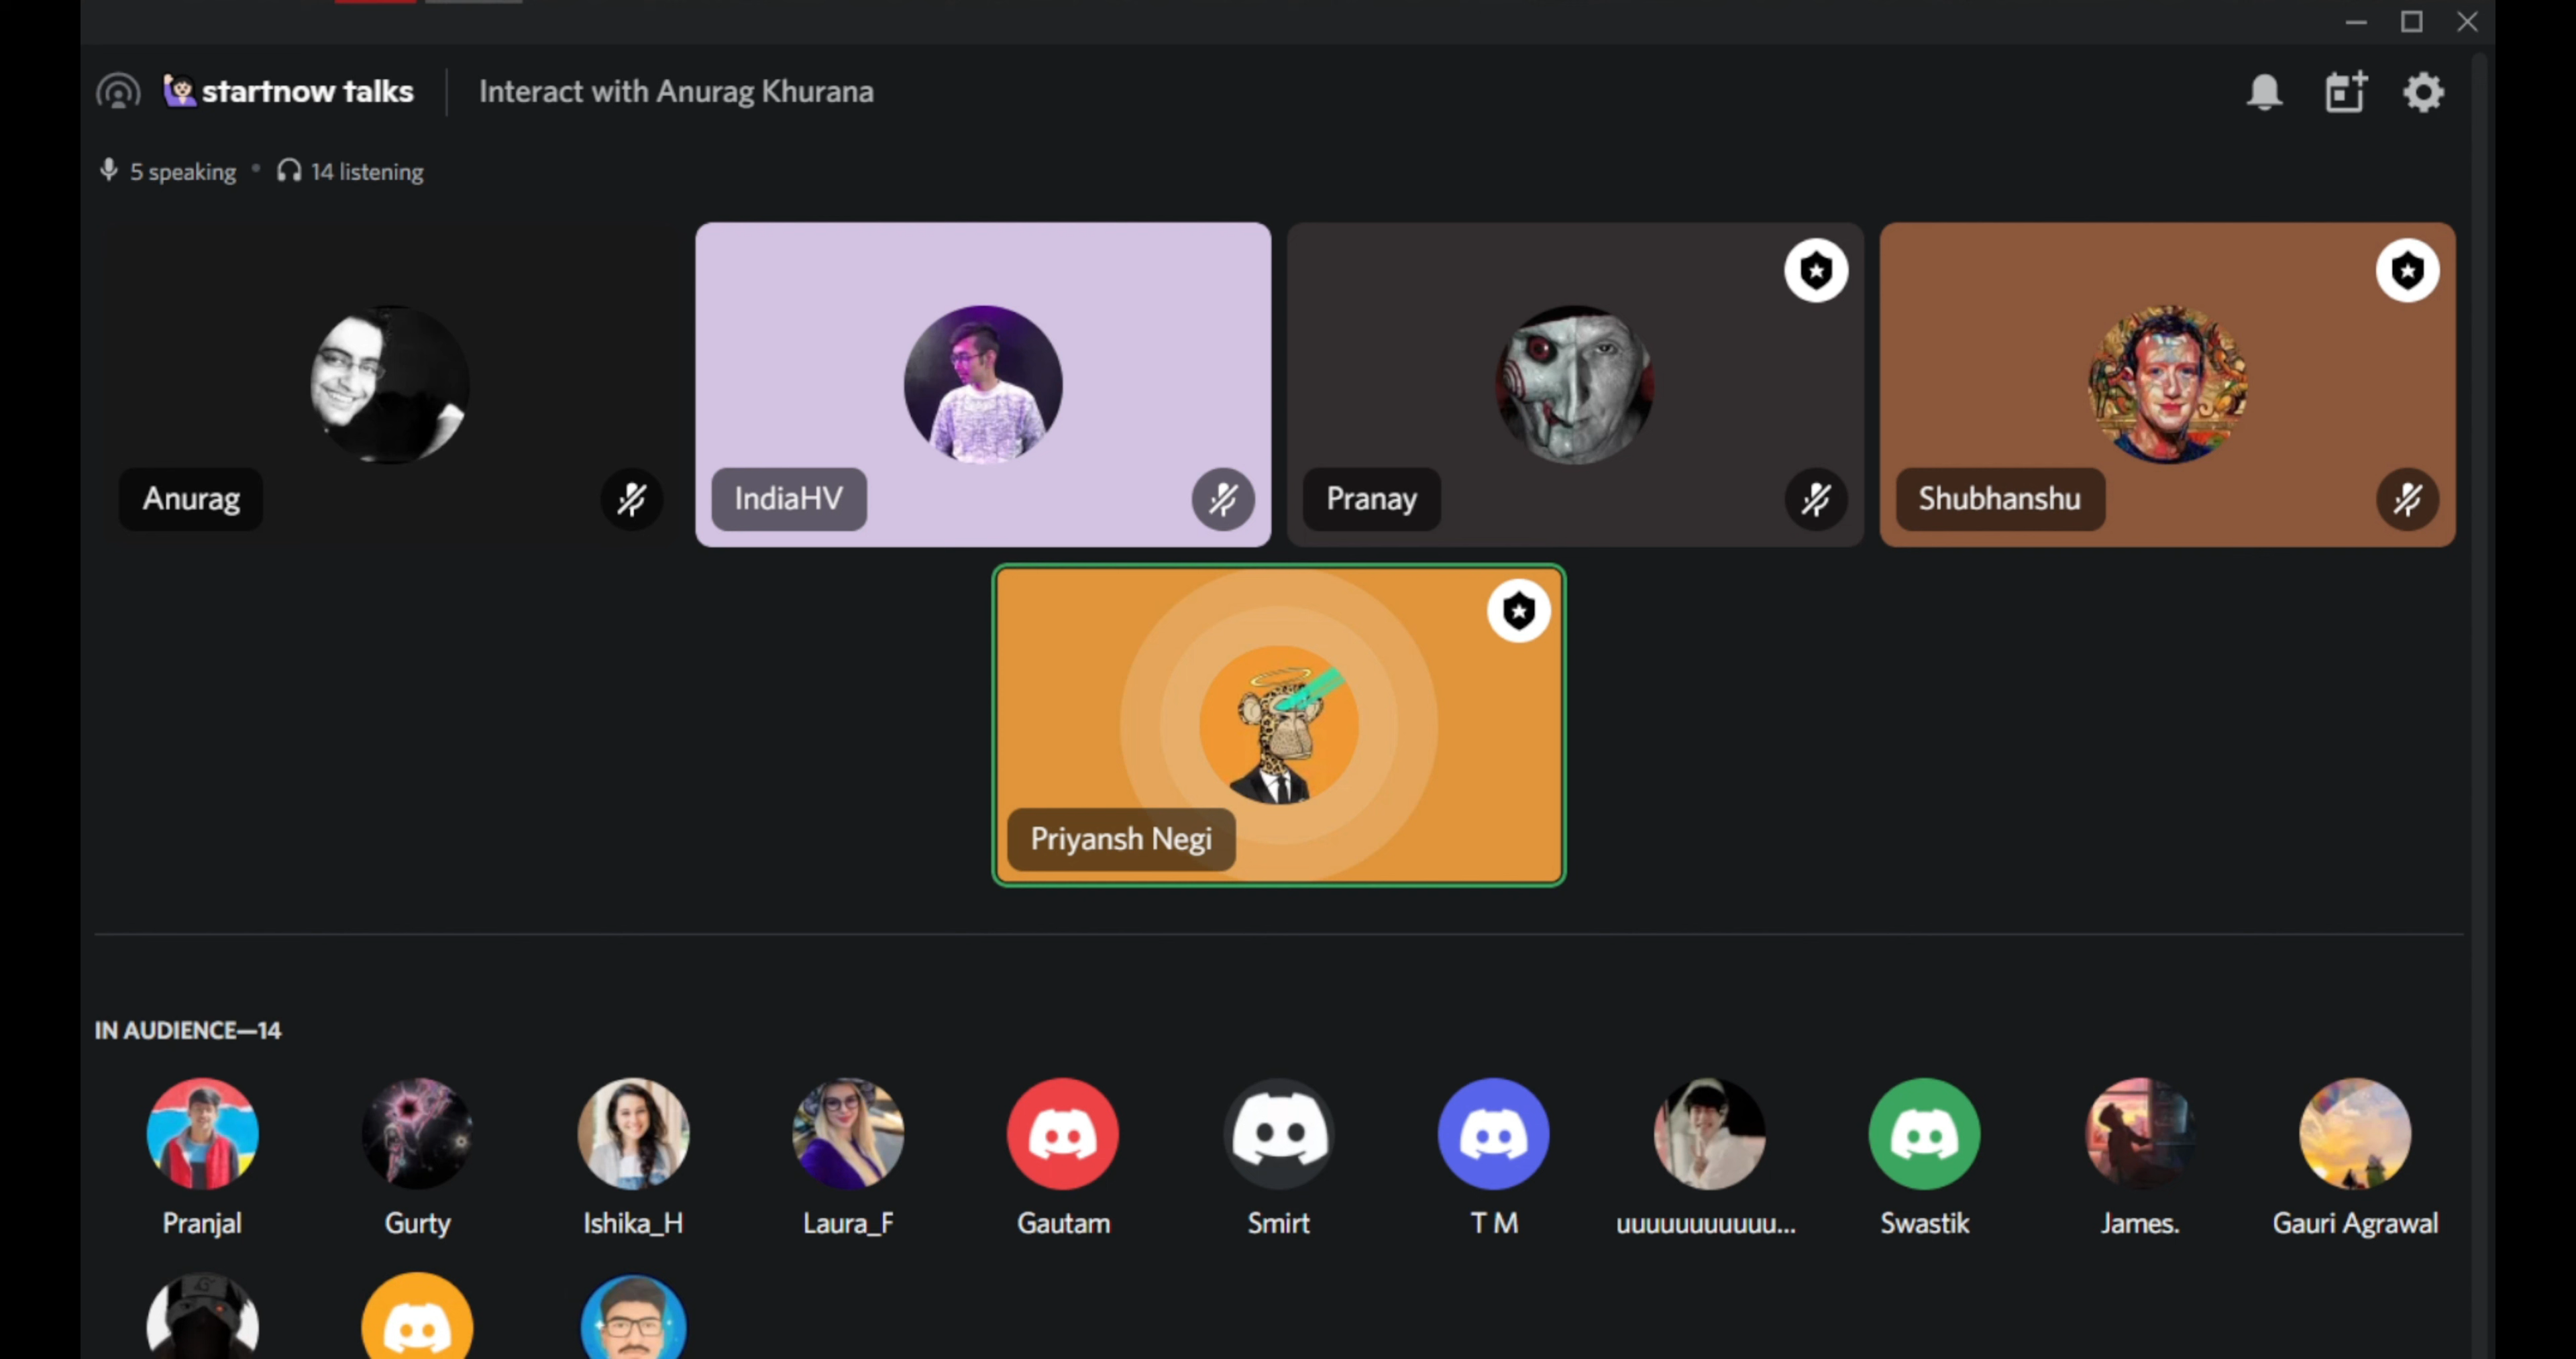 startnow talks
Interact with Anurag Khurana
5 speaking • 14 listening
Anurag
IndiaHV
Pranay
Shubhanshu
Priyansh Negi
IN AUDIENCE—14
Pranjal
Gurty
Ishika_H
Laura_F
Gautam
Smirt
T M
uuuuuuuuuuu...
Swastik
James.
Gauri Agrawal